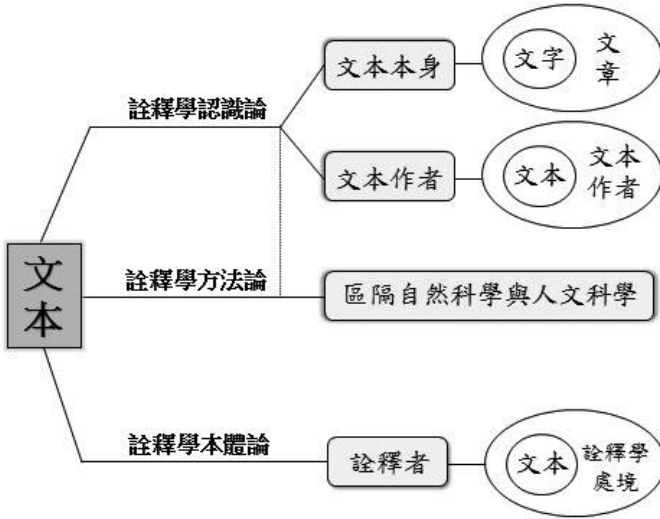 文本本身
文字
文章
詮釋學認識論
文本作者
文本
文本作者
文本
詮釋學方法論
區隔自然科學與人文科學
詮釋學本體論
詮釋者
文本
詮釋學
處境